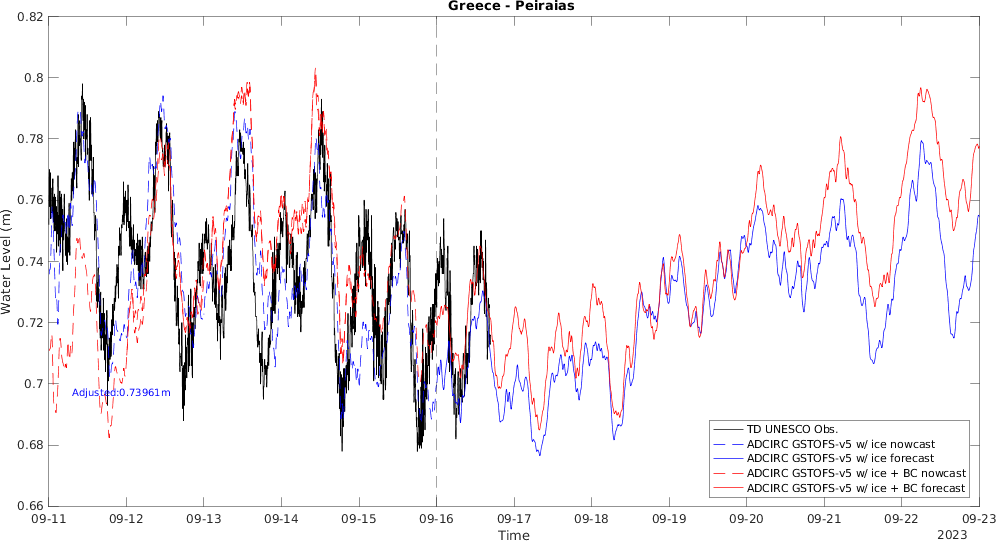 Greece - Peiraias
0.82
0.8
0.78
0.76
0.74
0.72
0.7
0.68
0.66
Water Level (m)
Adjusted:0.73961m
TD UNESCO Obs.
ADCIRC GSTOFS-v5 w/ ice nowcast
ADCIRC GSTOFS-v5 w/ ice forecast
ADCIRC GSTOFS-v5 w/ ice + BC nowcast
ADCIRC GSTOFS-v5 w/ ice + BC forecast
09-11 09-12 09-13 09-14 09-15 09-16 09-17 09-18 09-19 09-20 09-21 09-22 09-23
Time
2023